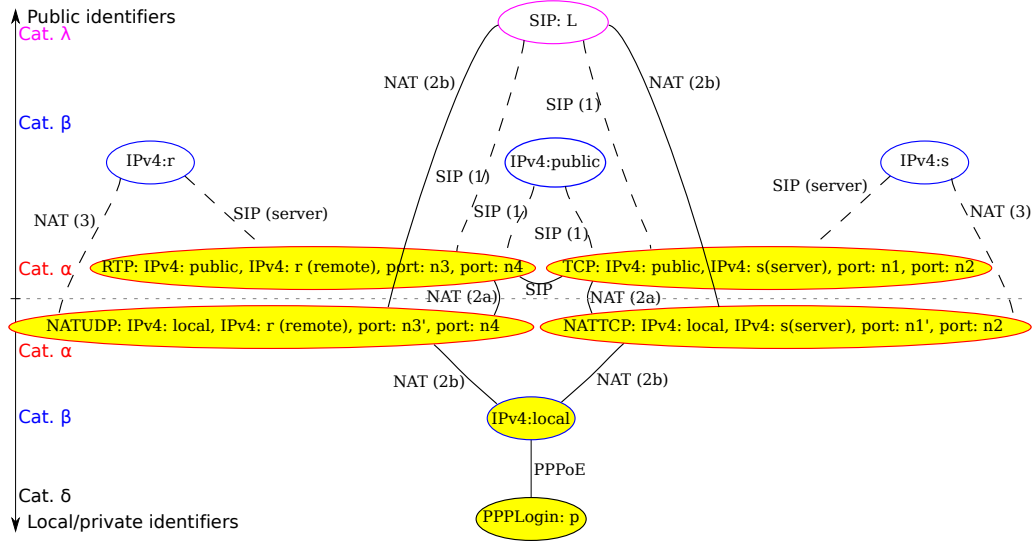 Public identifiers
SIP: L
Cat. λ
NAT (2b)
NAT (2b)
SIP (1)
Cat. β
IPv4:r
IPv4:public
IPv4:s
SIP (1)
SIP (server)
SIP (1)
SIP (server)
NAT (3)
NAT (3)
SIP (1)
Cat. α
RTP: IPv4: public, IPv4: r (remote), port: n3, port: n4
TCP: IPv4: public, IPv4: s(server), port: n1, port: n2
SIP
NAT (2a)
NAT (2a)
NATUDP: IPv4: local, IPv4: r (remote), port: n3', port: n4
NATTCP: IPv4: local, IPv4: s(server), port: n1', port: n2
Cat. α
NAT (2b)
NAT (2b)
Cat. β
IPv4:local
PPPoE
Cat. δ
PPPLogin: p
Local/private identifiers